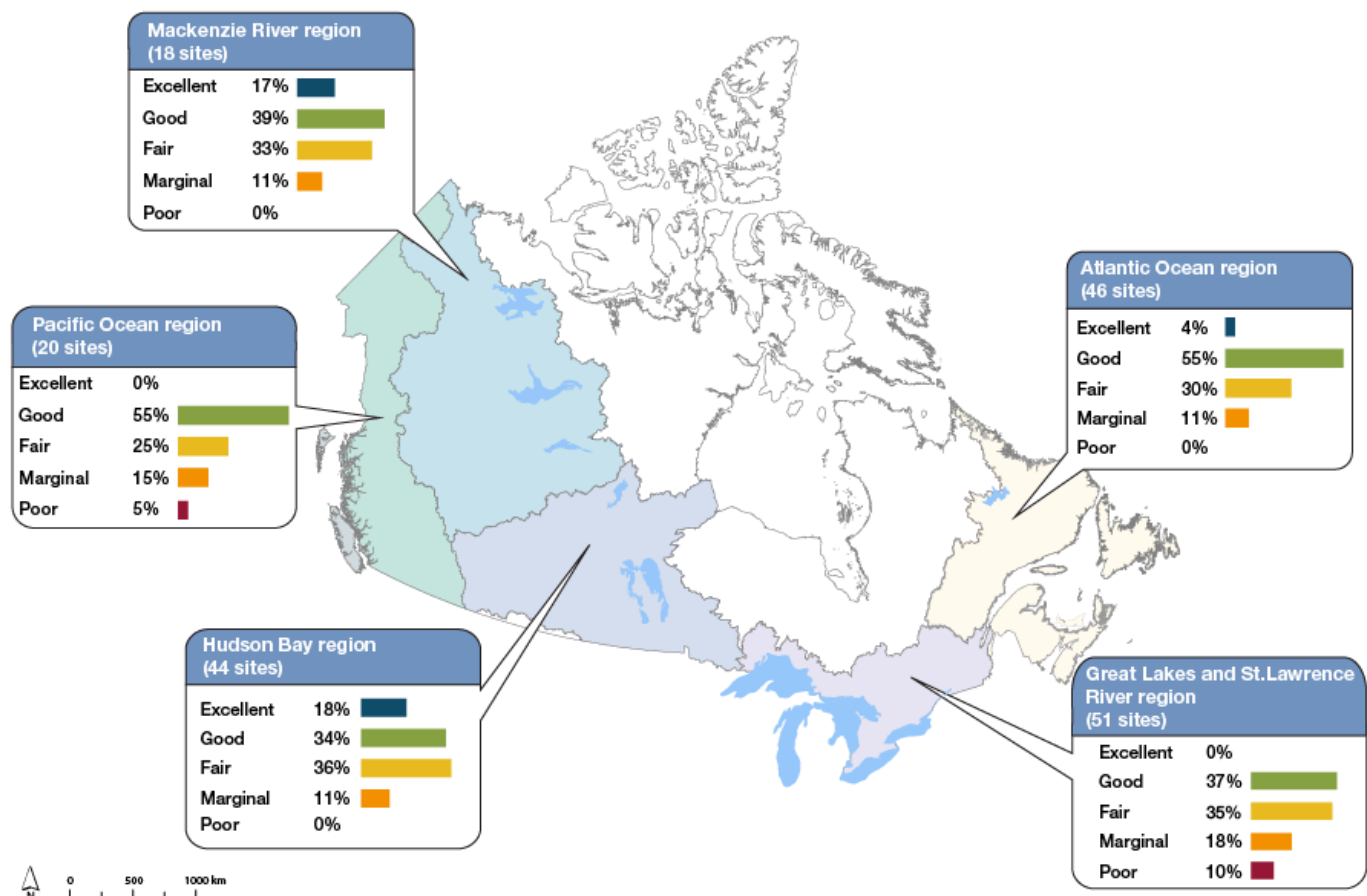 Mackenzie River region
(18 sites)
Excellent 17%
Good 39%
Fair 33%
Marginal 11%
Poor 0%
Atlantic Ocean region
(46 sites)
Excellent 4%
Good 55%
Fair 30%
Marginal 11%
Poor 0%
Pacific Ocean region
(20 sites)
Excellent 0%
Good 55%
Fair 25%
Marginal 15%
Poor 5%
Hudson Bay region
(44 sites)
Excellent 18%
Good 34%
Fair 36%
Marginal 11%
Poor 0%
Great Lakes and St.Lawrence
River region
(51 sites)
Excellent 0%
Good 37%
Fair 35%
Marginal 18%
Poor 10%
0 500 1000 km
N